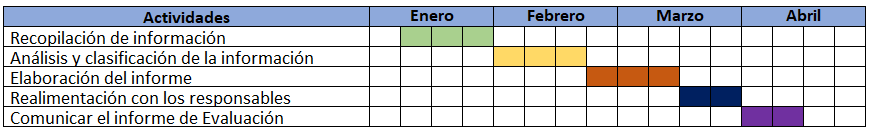 Actividades Enero Febrero Marzo Abril
Recopilación de información
Análisis y clasificación de la información
Elaboración del informe
Realimentación con los responsables
Comunicar el informe de Evaluación